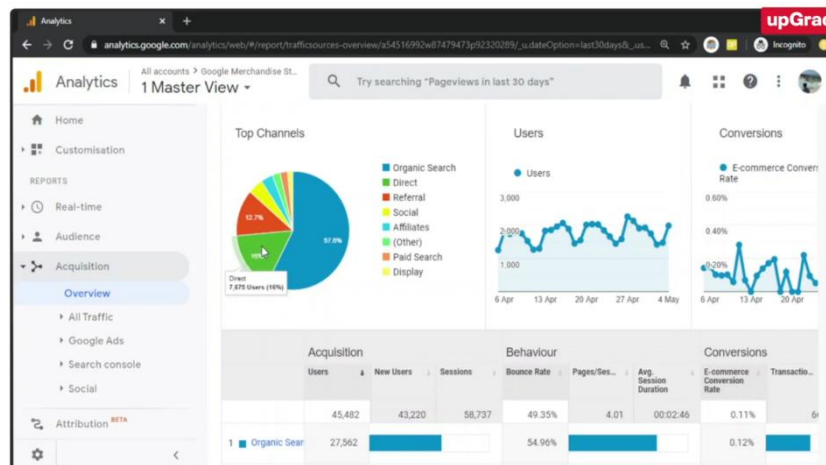 Analytics
upGrad
analytics.google.com/analytics/web/#/report/trafficsources-overview/a54516992w87479473p92320289/_u.dateOption=last30days&_.us...
Incognito
Analytics
All accounts > Google Merchandise St...
1 Master View
Try searching "Pageviews in last 30 days"
Home
Customisation
REPORTS
Real-time
Audience
Acquisition
Overview
All Traffic
Google Ads
Search console
Social
Attribution BETA
Top Channels
57.6%
16%
12.7%
Organic Search
Direct
Referral
Social
Affiliates
(Other)
Paid Search
Display
Direct
7,675 Users (16%)
Users
Users
3,000
2,000
1,000
6 Apr 13 Apr 20 Apr 27 Apr 4 May
Conversions
E-commerce Conver
Rate
0.60%
0.40%
0.20%
6 Apr 13 Apr 20 Apr
Acquisition Behaviour Conversions
Users New Users Sessions Bounce Rate Pages/Ses... Avg. Session Duration E-commerce Conversion Rate Transactio...
45,482 43,220 58,737 49.35% 4.01 00:02:46 0.11%
1 Organic Sear 27,562 54.96% 0.12%